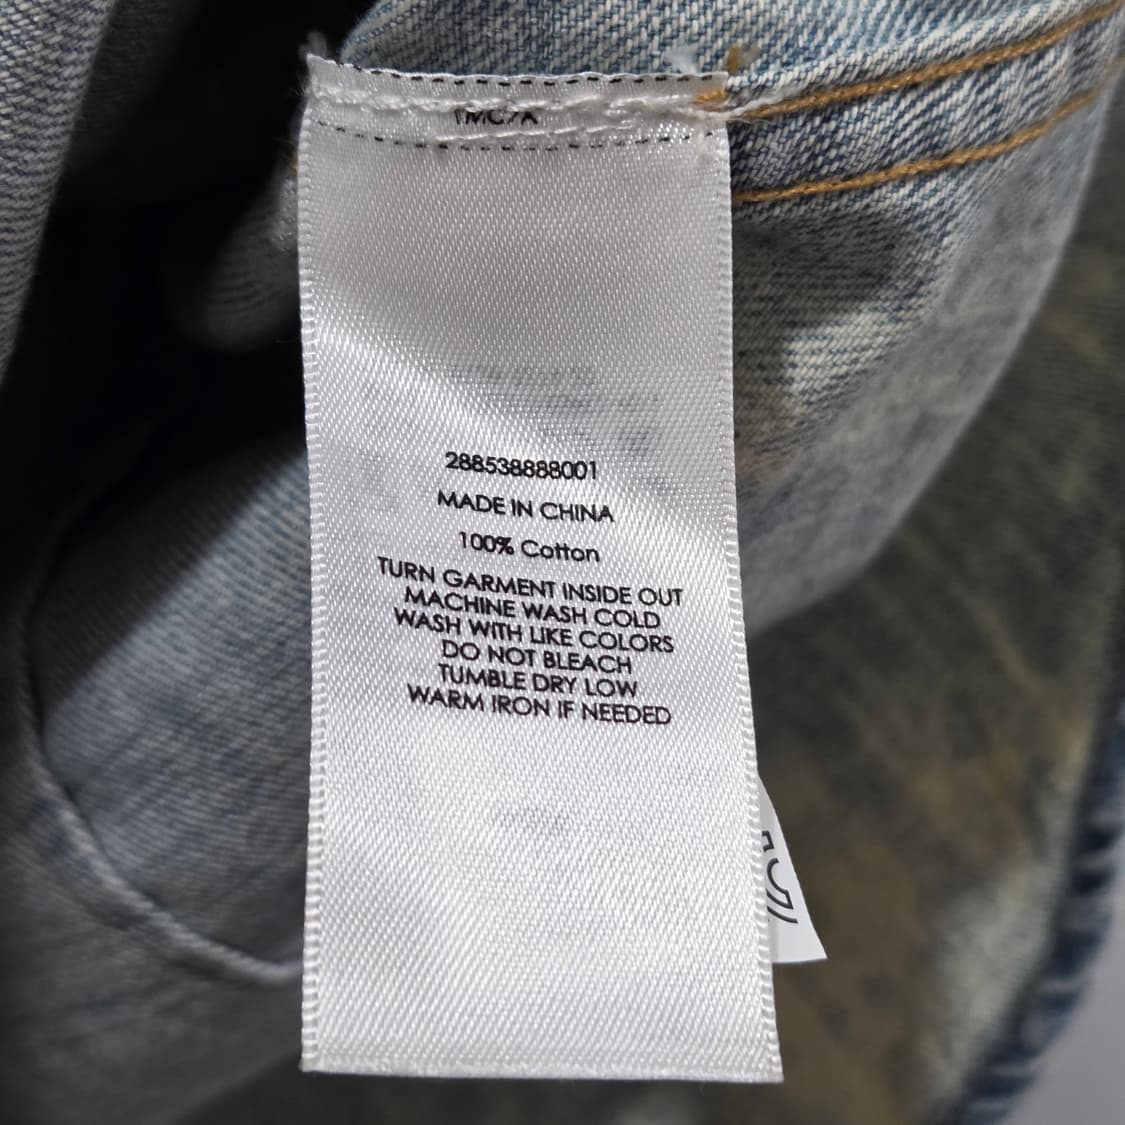 288538888001
MADE IN CHINA
100% Cotton
TURN GARMENT INSIDE OUT
MACHINE WASH COLD
WASH WITH LIKE COLORS
DO NOT BLEACH
TUMBLE DRY LOW
WARM IRON IF NEEDED